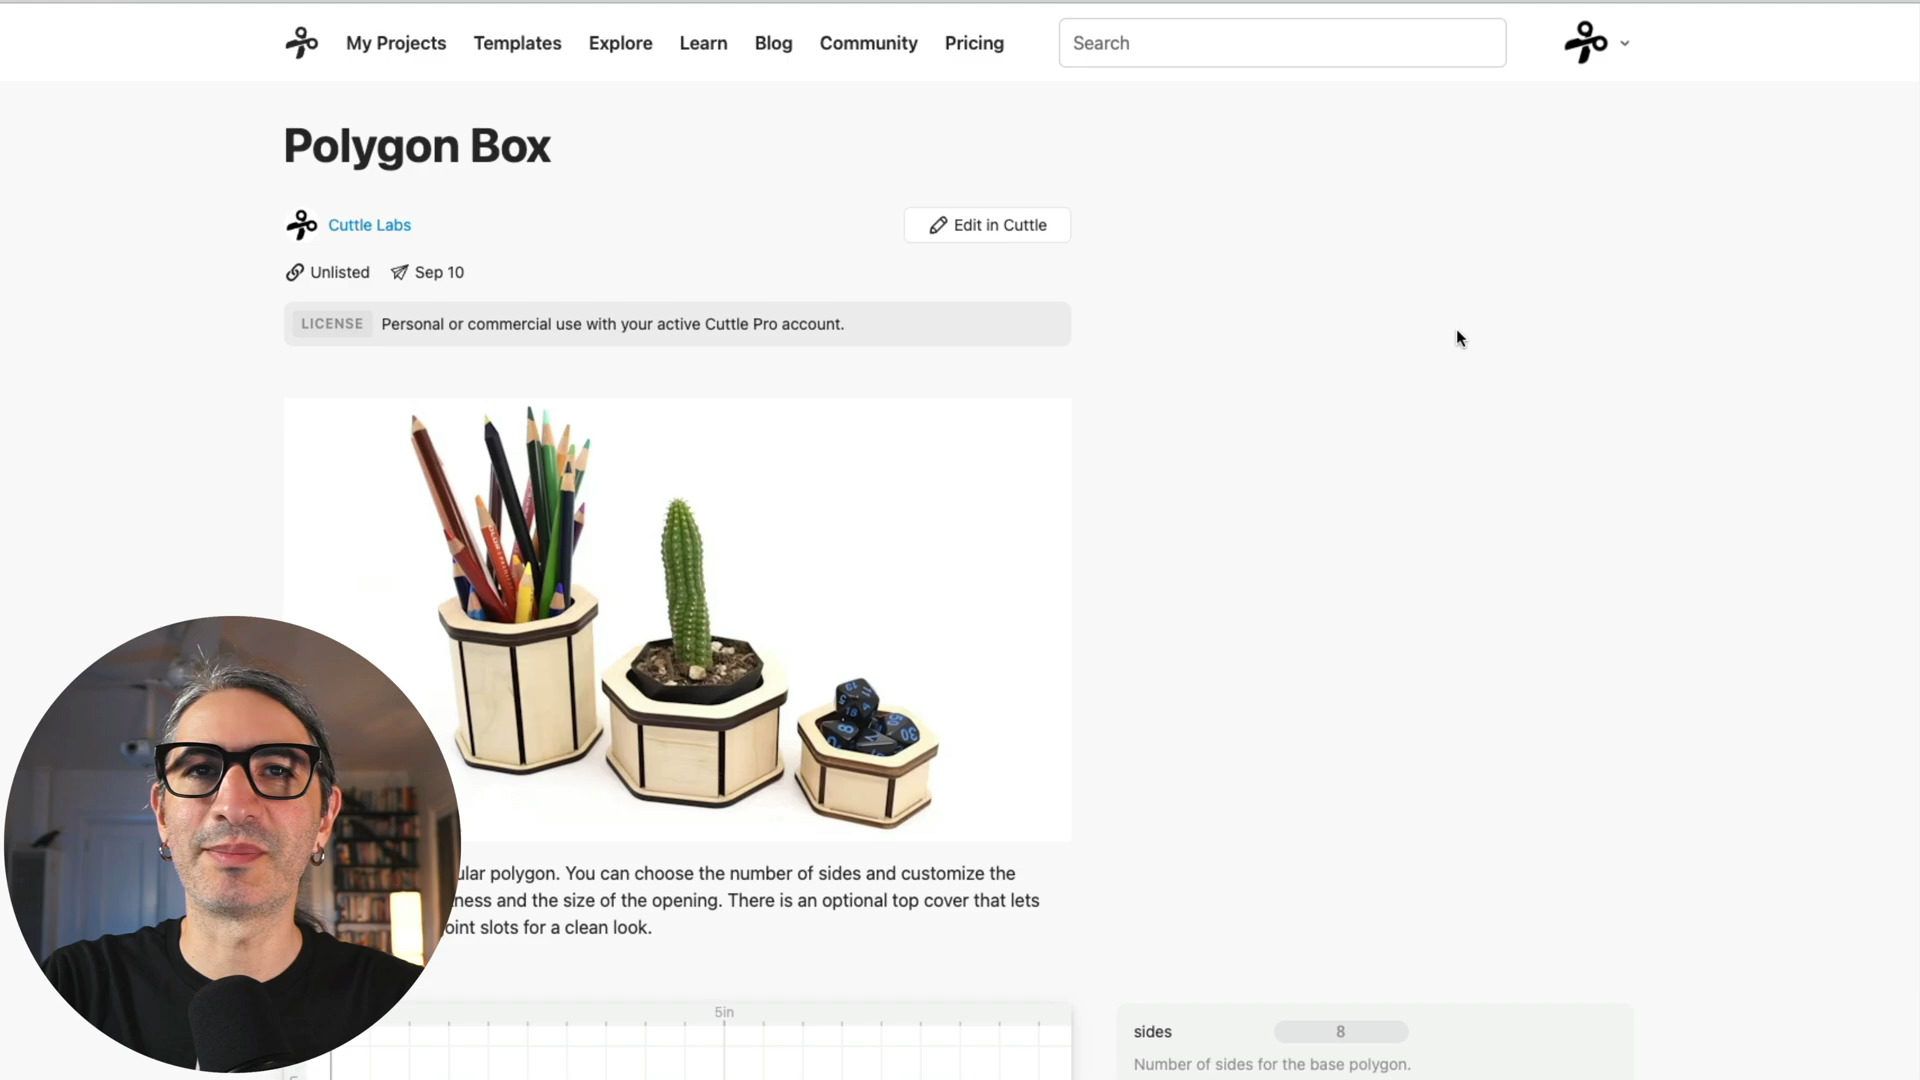 My Projects Templates Explore Learn Blog Community Pricing Search
Polygon Box
Cuttle Labs Edit in Cuttle
Unlisted Sep 10
LICENSE Personal or commercial use with your active Cuttle Pro account.
polygon. You can choose the number of sides and customize the
and the size of the opening. There is an optional top cover that lets
slots for a clean look.
5in
sides 8
Number of sides for the base polygon.